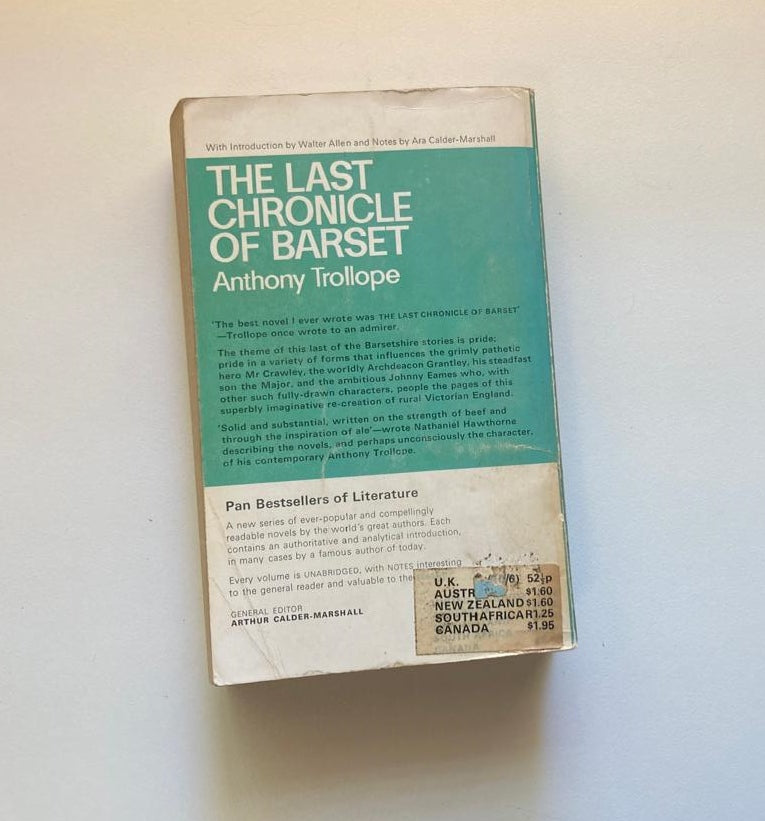 With Introduction by Walter Allen and Notes by Ara Calder-Marshall
THE LAST
CHRONICLE
OF BARSET
Anthony Trollope
'The best novel I ever wrote was THE LAST CHRONICLE OF BARSET'
—Trollope once wrote to an admirer.
The theme of this last of the Barsetshire stories is pride;
pride in a variety of forms that influences the grimly pathetic
hero Mr Crawley, the worldly Archdeacon Grantley, his steadfast
son the Major, and the ambitious Johnny Eames who, with
other such fully-drawn characters, people the pages of this
superbly imaginative re-creation of rural Victorian England.
'Solid and substantial, written on the strength of beef and
through the inspiration of ale'—wrote Nathaniel Hawthorne
describing the novels, and perhaps unconsciously the character,
of his contemporary Anthony Trollope.
Pan Bestsellers of Literature
A new series of ever-popular and compellingly
readable novels by the world's great authors. Each
contains an authoritative and analytical introduction,
in many cases by a famous author of today.
Every volume is UNABRIDGED, with NOTES interesting
to the general reader and valuable to the
GENERAL EDITOR
ARTHUR CALDER-MARSHALL
U.K. /6) 52½p
AUSTR $1.60
NEW ZEALAND $1.60
SOUTH AFRICA R1.25
CANADA $1.95
SOUTH AFRICA
CANADA